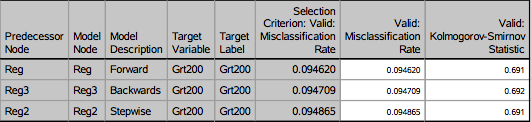 Predecessor Node Model Node Model Description Target Variable Target Label Selection Criterion: Valid: Misclassification Rate Valid: Misclassification Rate Valid: Kolmogorov-Smirnov Statistic
Reg Reg Forward Grt200 Grt200 0.094620 0.094620 0.691
Reg3 Reg3 Backwards Grt200 Grt200 0.094709 0.094709 0.692
Reg2 Reg2 Stepwise Grt200 Grt200 0.094865 0.094865 0.691